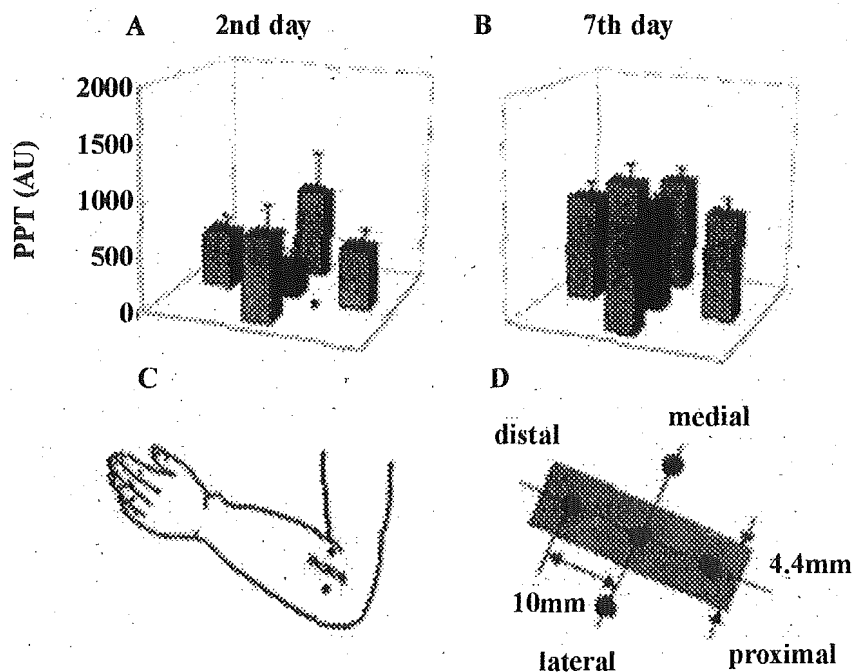 A 2nd day
B 7th day
PPT (AU)
2000
1500
1000
500
0
*
C
D
distal
medial
10mm
4.4mm
lateral
proximal